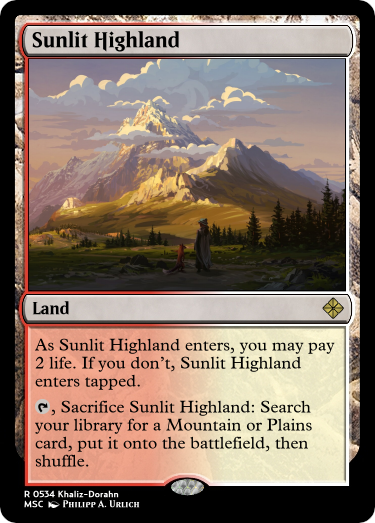 Sunlit Highland
Land
As Sunlit Highland enters, you may pay
2 life. If you don't, Sunlit Highland
enters tapped.
, Sacrifice Sunlit Highland: Search
your library for a Mountain or Plains
card, put it onto the battlefield, then
shuffle.
R 0534 Khaliz-Dorahn
MSC Philipp A. Urlich